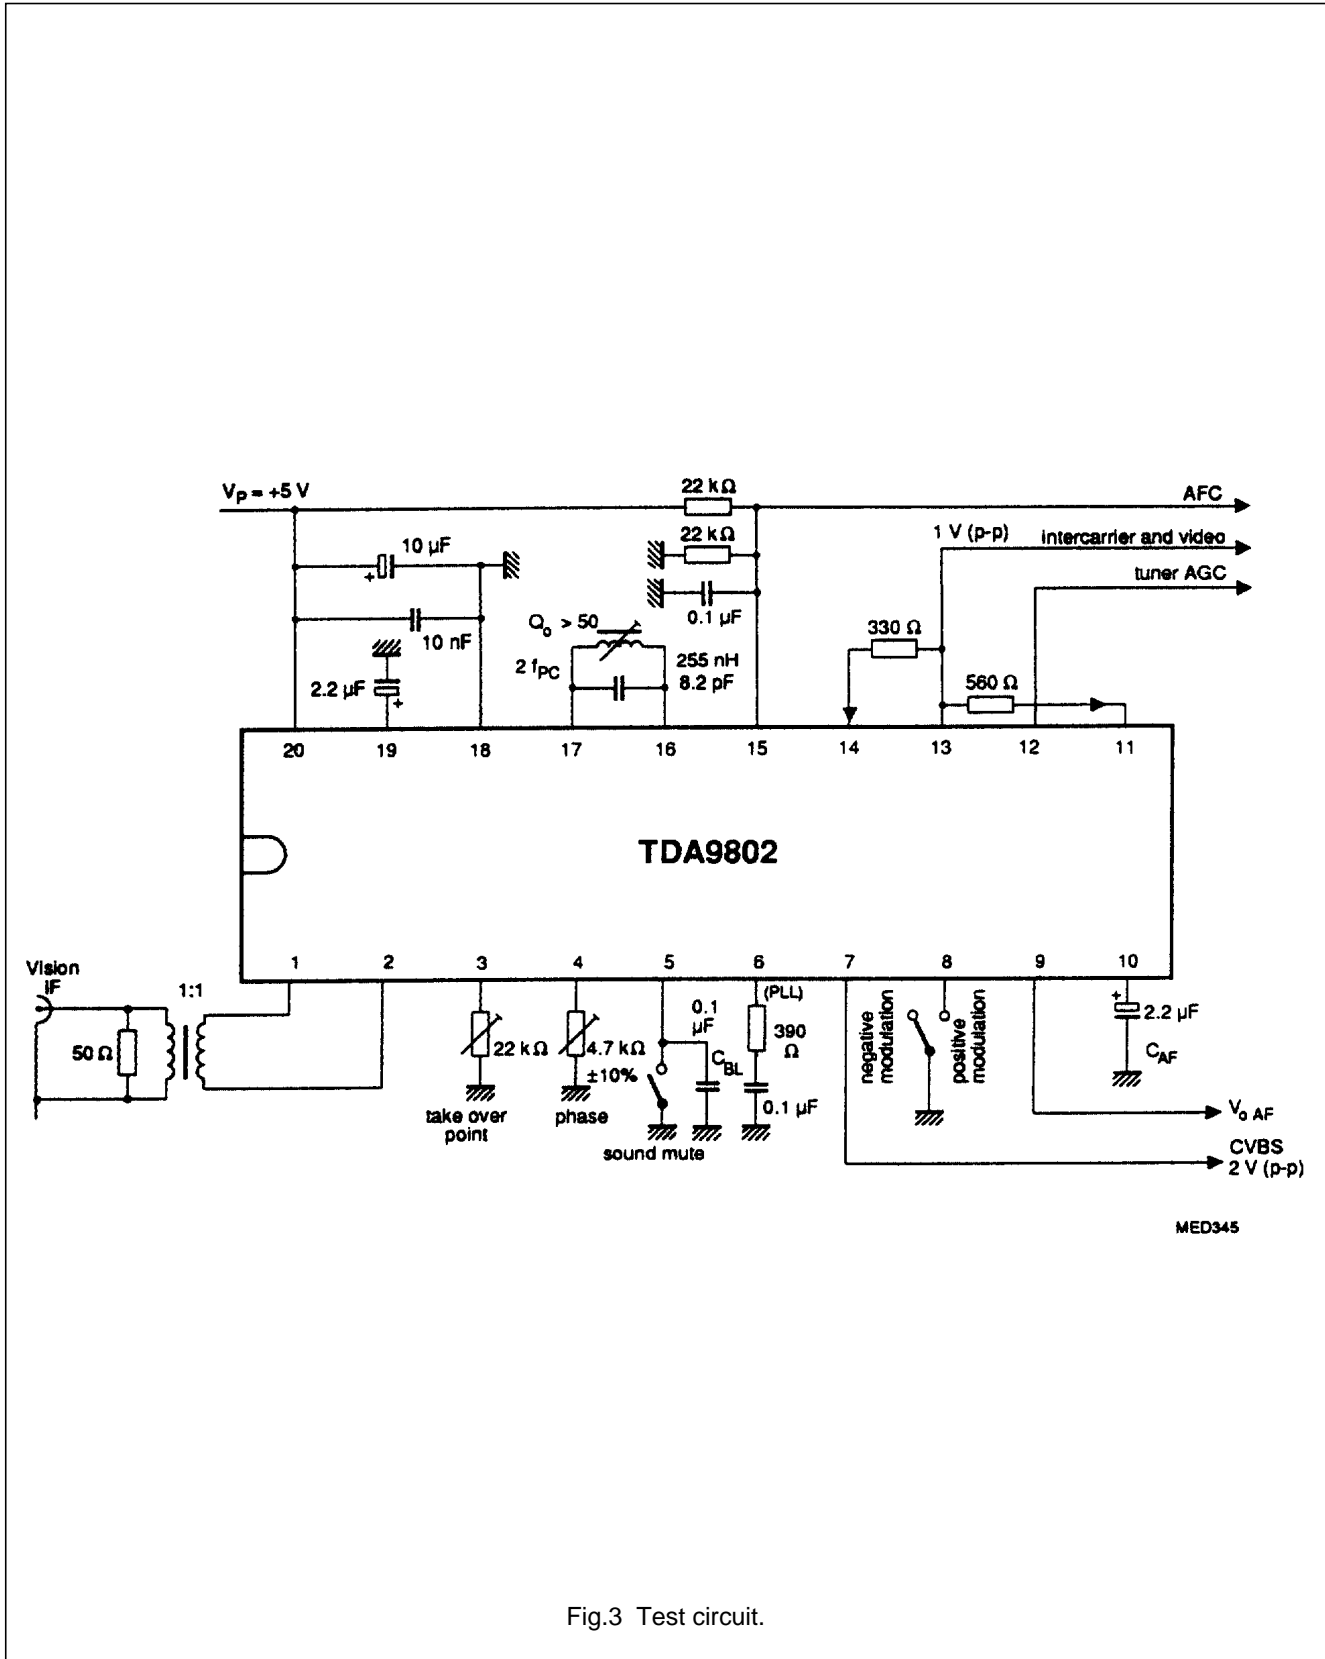 V_P = +5 V
22 kΩ
AFC
22 kΩ
1 V (p-p)
intercarrier and video
10 µF
+
tuner AGC
0.1 µF
Q_o > 50
10 nF
330 Ω
2 f_PC
255 nH
8.2 pF
2.2 µF
+
560 Ω
20 19 18 17 16 15 14 13 12 11
TDA9802
1 2 3 4 5 6 7 8 9 10
Vision
IF
1:1
50 Ω
22 kΩ
take over
point
4.7 kΩ
±10%
phase
0.1
µF
C_BL
sound mute
(PLL)
390
Ω
0.1 µF
negative
modulation
positive
modulation
+
2.2 µF
C_AF
V_o AF
CVBS
2 V (p-p)
MED345
Fig.3 Test circuit.